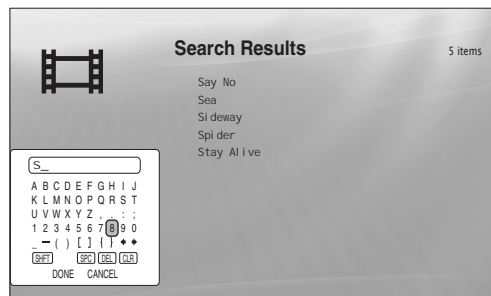 Search Results
5 items
Say No
Sea
Sideway
Spider
Stay Alive
S_
A B C D E F G H I J
K L M N O P Q R S T
U V W X Y Z , . : ;
1 2 3 4 5 6 7 8 9 0
_ – ( ) [ ] { }
SHFT SPC DEL CLR
DONE CANCEL